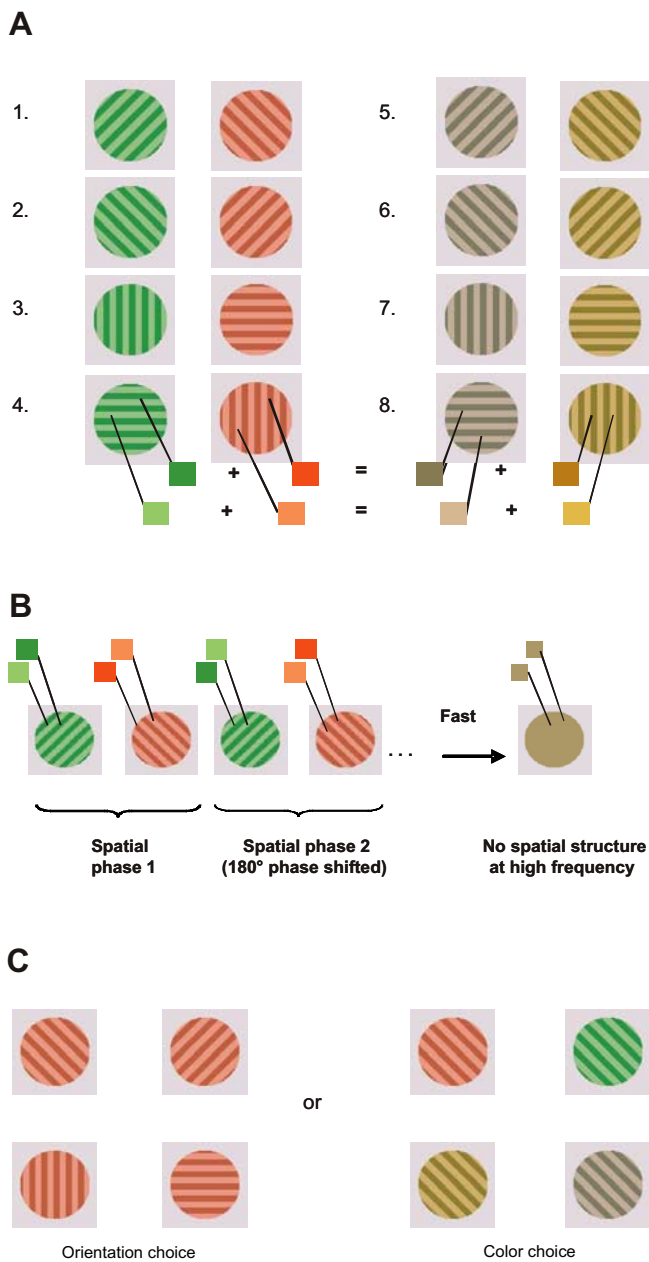 A
1.
5.
2.
6.
3.
7.
4.
8.
+ = +
+ = +
B
Fast
. . .
Spatial
phase 1
Spatial phase 2
(180° phase shifted)
No spatial structure
at high frequency
C
or
Orientation choice
Color choice